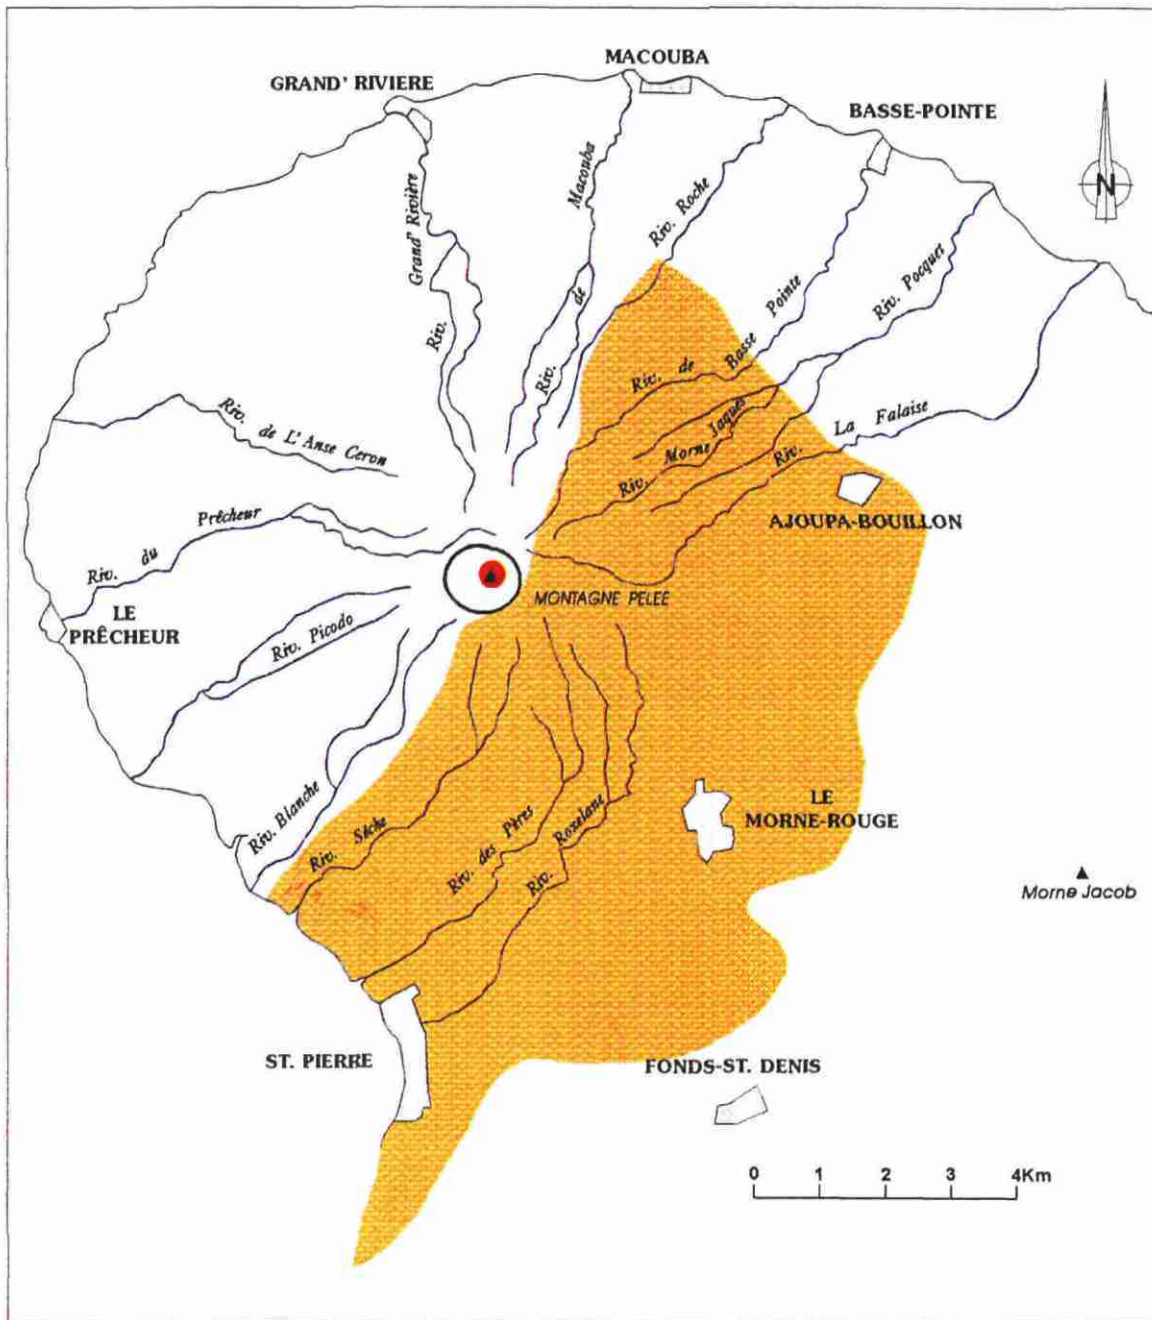 MACOUBA
GRAND' RIVIERE
BASSE-POINTE
N
Riv. Grand' Rivière
Riv. de Macouba
Riv. Roche
Riv. de Basse Pointe
Riv. Pocquet
Riv. Morne Jaques
Riv. La Falaise
Riv. de L'Anse Ceron
AJOUPA-BOUILLON
Riv. du Prêcheur
MONTAGNE PELEE
LE
PRÊCHEUR
Riv. Picodo
Riv. Blanche
Riv. Sèche
Riv. des Pères
Riv. Roxelane
LE
MORNE-ROUGE
Morne Jacob
ST. PIERRE
FONDS-ST. DENIS
0 1 2 3 4Km